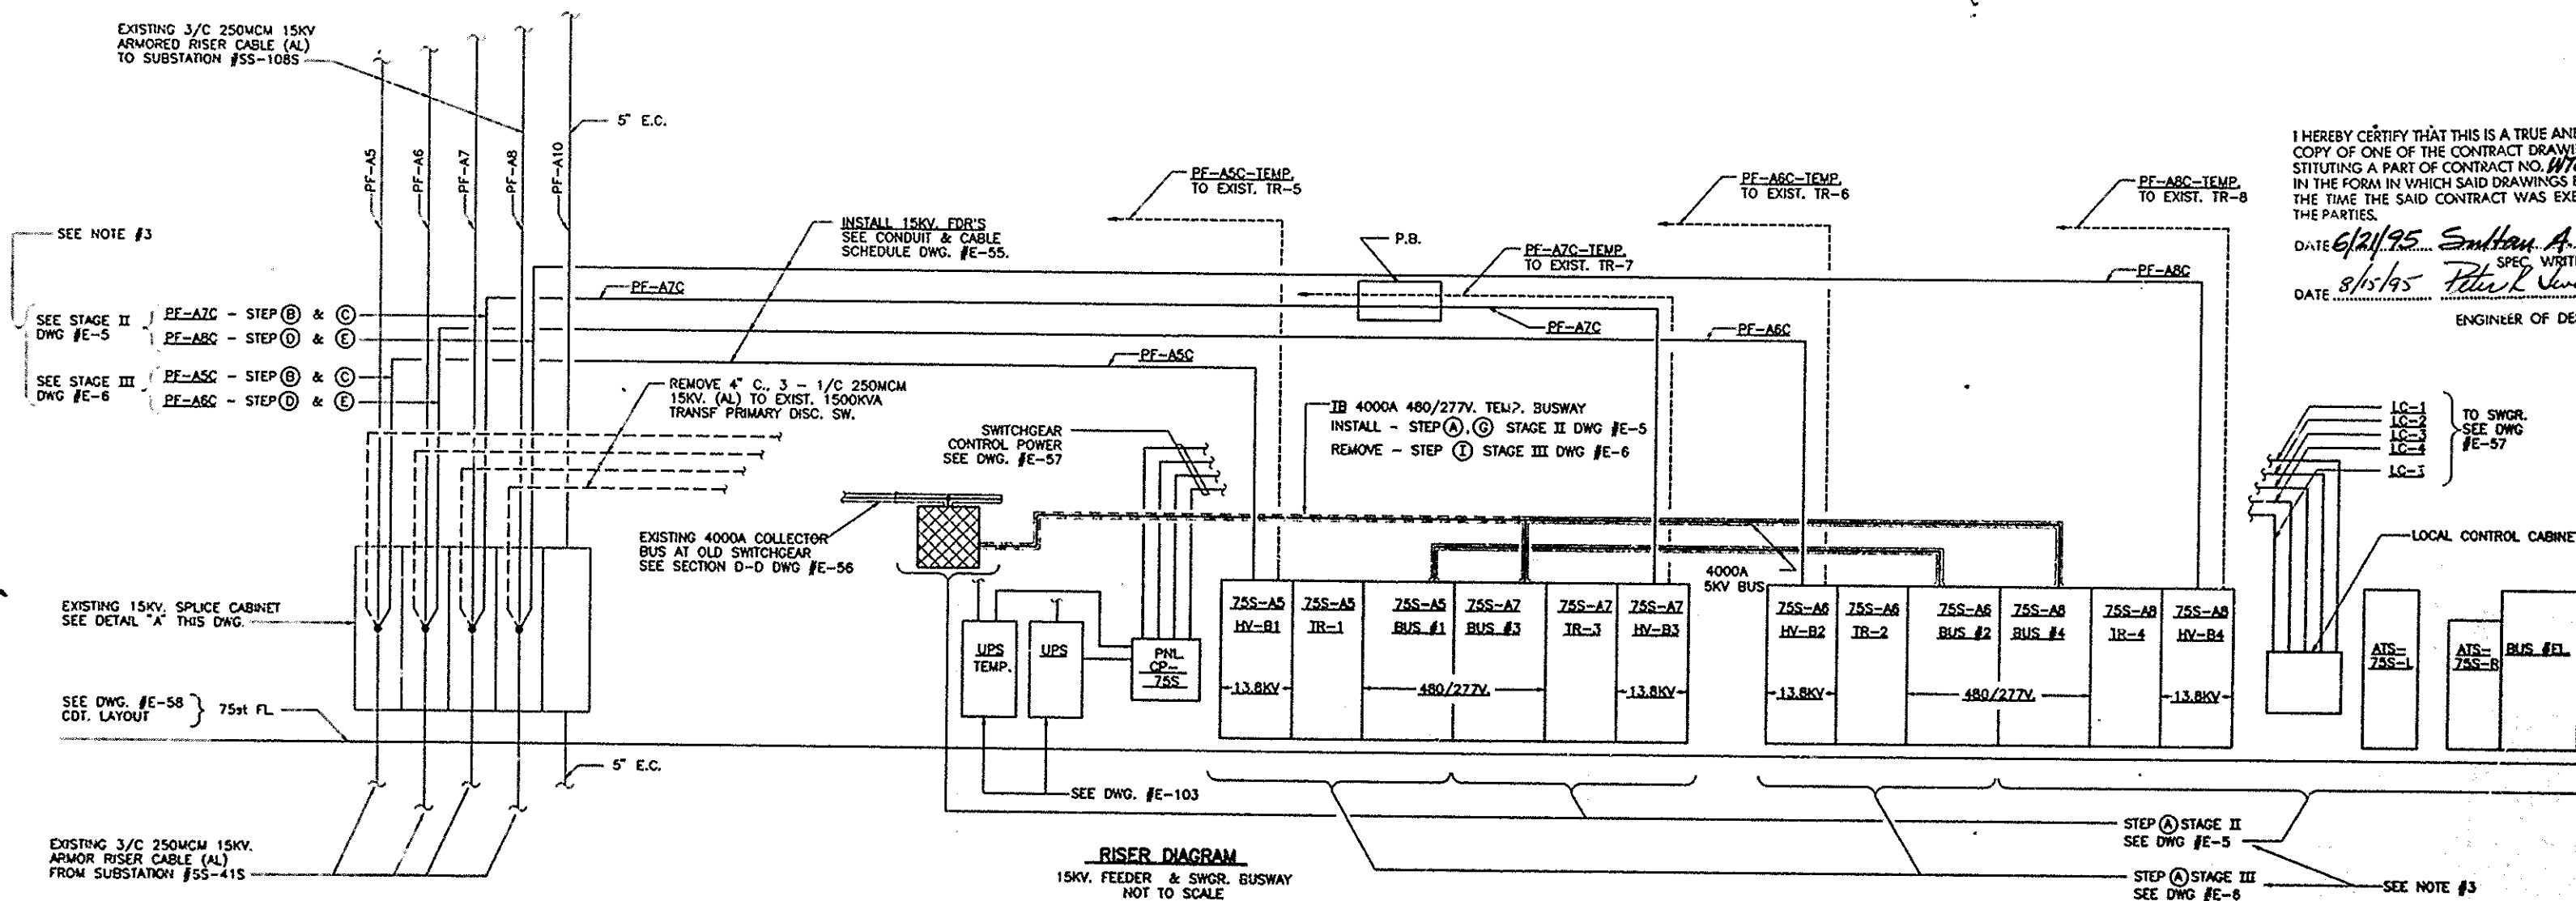 EXISTING 3/C 250MCM 15KV
ARMORED RISER CABLE (AL)
TO SUBSTATION #SS-108S
5" E.C.
PF-A5
PF-A6
PF-A7
PF-A8
PF-A10
SEE NOTE #3
SEE STAGE II
DWG #E-5
PF-A7C - STEP B & C
PF-A8C - STEP D & E
SEE STAGE III
DWG #E-6
PF-A5C - STEP B & C
PF-A6C - STEP D & E
INSTALL 15KV. FDR'S
SEE CONDUIT & CABLE
SCHEDULE DWG. #E-55.
PF-A7C
REMOVE 4" C., 3 - 1/C 250MCM
15KV. (AL) TO EXIST. 1500KVA
TRANSF PRIMARY DISC. SW.
PF-A5C-TEMP.
TO EXIST. TR-5
P.B.
PF-A7C-TEMP.
TO EXIST. TR-7
PF-A6C-TEMP.
TO EXIST. TR-6
PF-A8C-TEMP.
TO EXIST. TR-8
PF-A8C
PF-A7C
PF-A6C
PF-A5C
I HEREBY CERTIFY THAT THIS IS A TRUE AND
COPY OF ONE OF THE CONTRACT
STITUTING A PART OF CONTRACT NO.
IN THE FORM IN WHICH SAID DRAWINGS
THE TIME THE SAID CONTRACT WAS
THE PARTIES.
DATE 6/21/95 Sultan A.
SPEC. 
DATE 8/15/95 Peter R
ENGINEER OF
SWITCHGEAR
CONTROL POWER
SEE DWG. #E-57
TB 4000A 480/277V. TEMP. BUSWAY
INSTALL - STEP A, G STAGE II DWG #E-5
REMOVE - STEP I STAGE III DWG #E-6
LC-1
LC-2
LC-3
LC-4
LC-1
TO SWGR.
SEE DWG
#E-57
EXISTING 4000A COLLECTOR
BUS AT OLD SWITCHGEAR
SEE SECTION D-D DWG #E-56
4000A
5KV BUS
LOCAL CONTROL CABINET
EXISTING 15KV. SPLICE CABINET
SEE DETAIL "A" THIS DWG.
UPS
TEMP.
UPS
PNL.
CP-
75S
75S-A5
HV-B1
75S-A5
TR-1
75S-A5
BUS #1
75S-A7
BUS #3
75S-A7
TR-3
75S-A7
HV-B3
13.8KV
480/277V.
13.8KV
75S-A6
HV-B2
75S-A6
TR-2
75S-A6
BUS #2
75S-A8
BUS #4
75S-A8
TR-4
75S-A8
HV-B4
13.8KV
480/277V.
13.8KV
ATS-
75S-L
ATS-
75S-R
BUS #EL
SEE DWG. #E-58
CDT. LAYOUT
75st FL
5" E.C.
SEE DWG. #E-103
EXISTING 3/C 250MCM 15KV.
ARMOR RISER CABLE (AL)
FROM SUBSTATION #SS-41S
STEP A STAGE II
SEE DWG #E-5
STEP A STAGE III
SEE DWG #E-6
SEE NOTE #3
RISER DIAGRAM
15KV. FEEDER & SWGR. BUSWAY
NOT TO SCALE